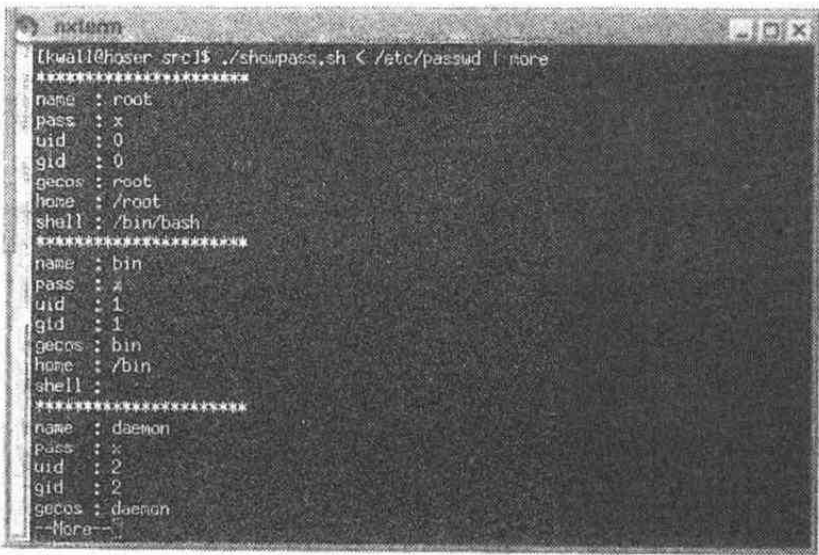 nxterm
[kwall@hoser src]$ ./showpass.sh < /etc/passwd | more
***********************
name : root
pass : x
uid : 0
gid : 0
gecos : root
home : /root
shell : /bin/bash
***********************
name : bin
pass : x
uid : 1
gid : 1
gecos : bin
home : /bin
shell :
***********************
name : daemon
pass : x
uid : 2
gid : 2
gecos : daemon
--More--